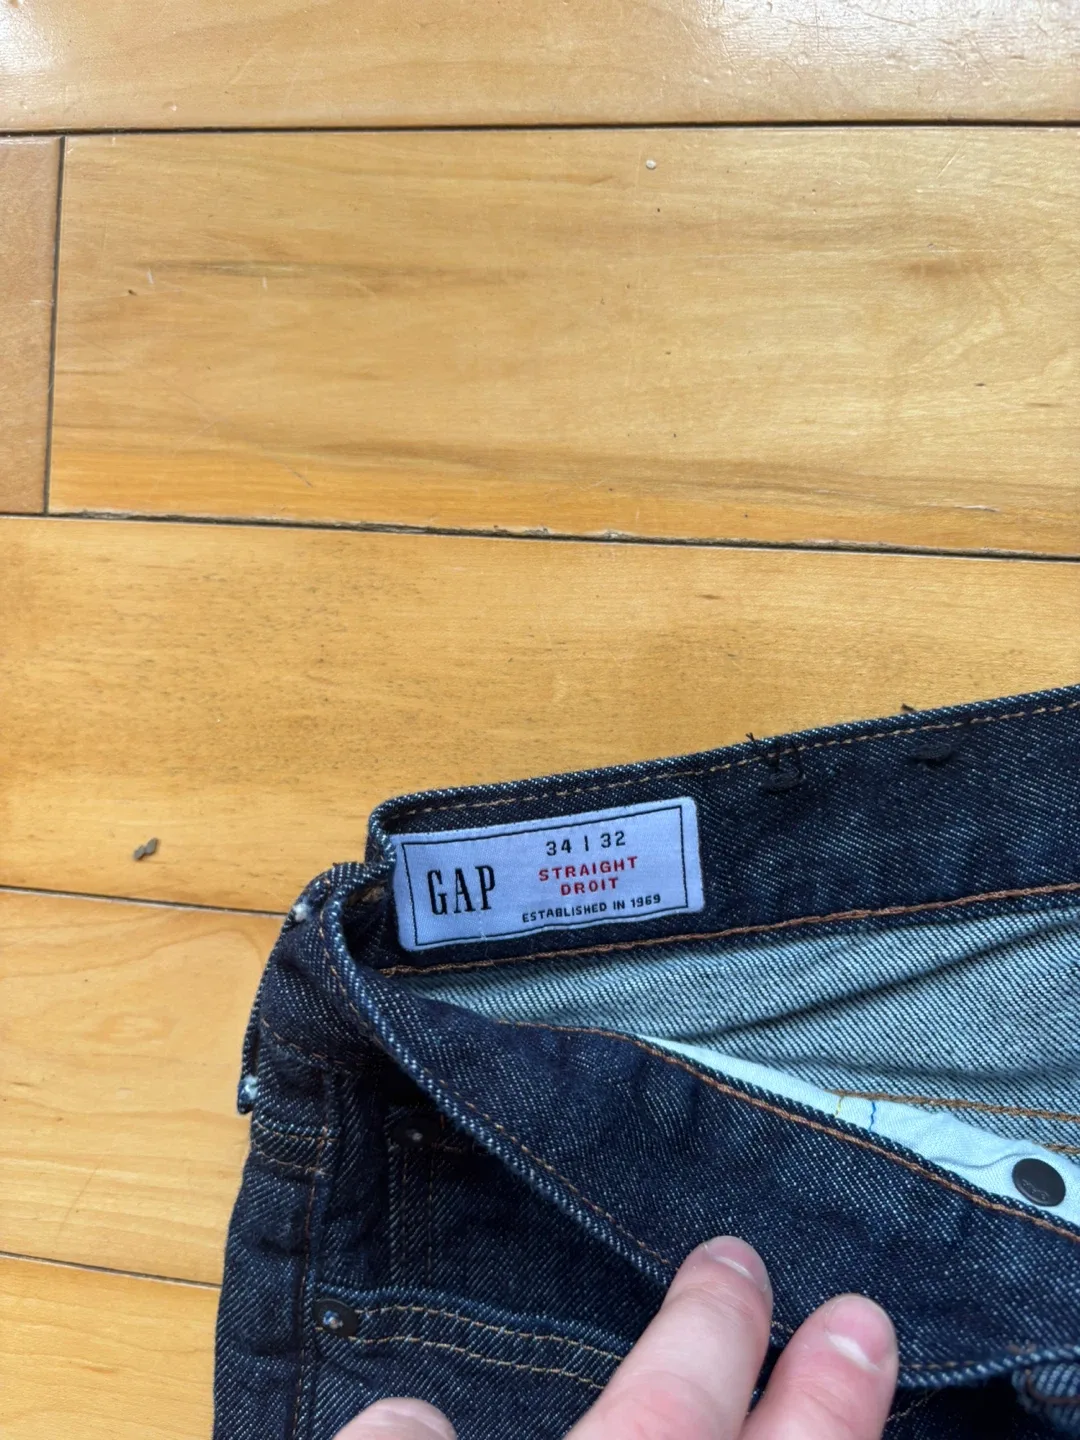 GAP
34 | 32
STRAIGHT
DROIT
ESTABLISHED IN 1969